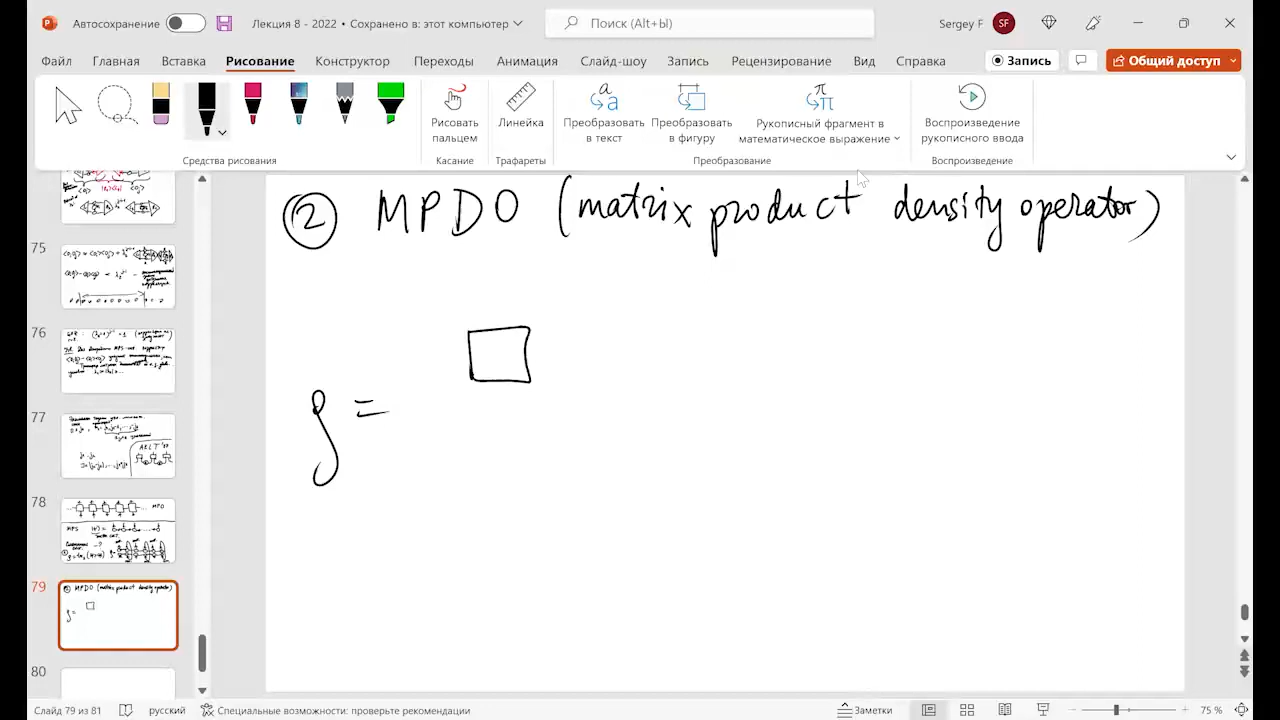 Автосохранение
Лекция 8 - 2022 • Сохранено в: этот компьютер
Поиск (Alt+Ы)
Sergey F
SF
Файл
Главная
Вставка
Рисование
Конструктор
Переходы
Анимация
Слайд-шоу
Запись
Рецензирование
Вид
Справка
Запись
Общий доступ
Рисовать пальцем
Линейка
Преобразовать в текст
Преобразовать в фигуру
Рукописный фрагмент в математическое выражение
Воспроизведение рукописного ввода
Средства рисования
Касание
Трафареты
Преобразование
Воспроизведение
② MPDO (matrix product density operator)
ρ =
75
76
77
78
79
80
Слайд 79 из 81
русский
Специальные возможности: проверьте рекомендации
Заметки
75 %